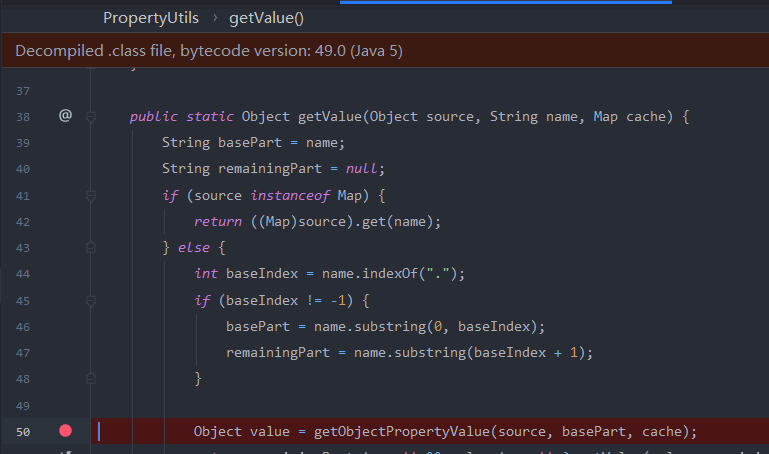 PropertyUtils › getValue()
Decompiled .class file, bytecode version: 49.0 (Java 5)
37
38 @ public static Object getValue(Object source, String name, Map cache) {
39 String basePart = name;
40 String remainingPart = null;
41 if (source instanceof Map) {
42 return ((Map)source).get(name);
43 } else {
44 int baseIndex = name.indexOf(".");
45 if (baseIndex != -1) {
46 basePart = name.substring(0, baseIndex);
47 remainingPart = name.substring(baseIndex + 1);
48 }
49
50 Object value = getObjectPropertyValue(source, basePart, cache);